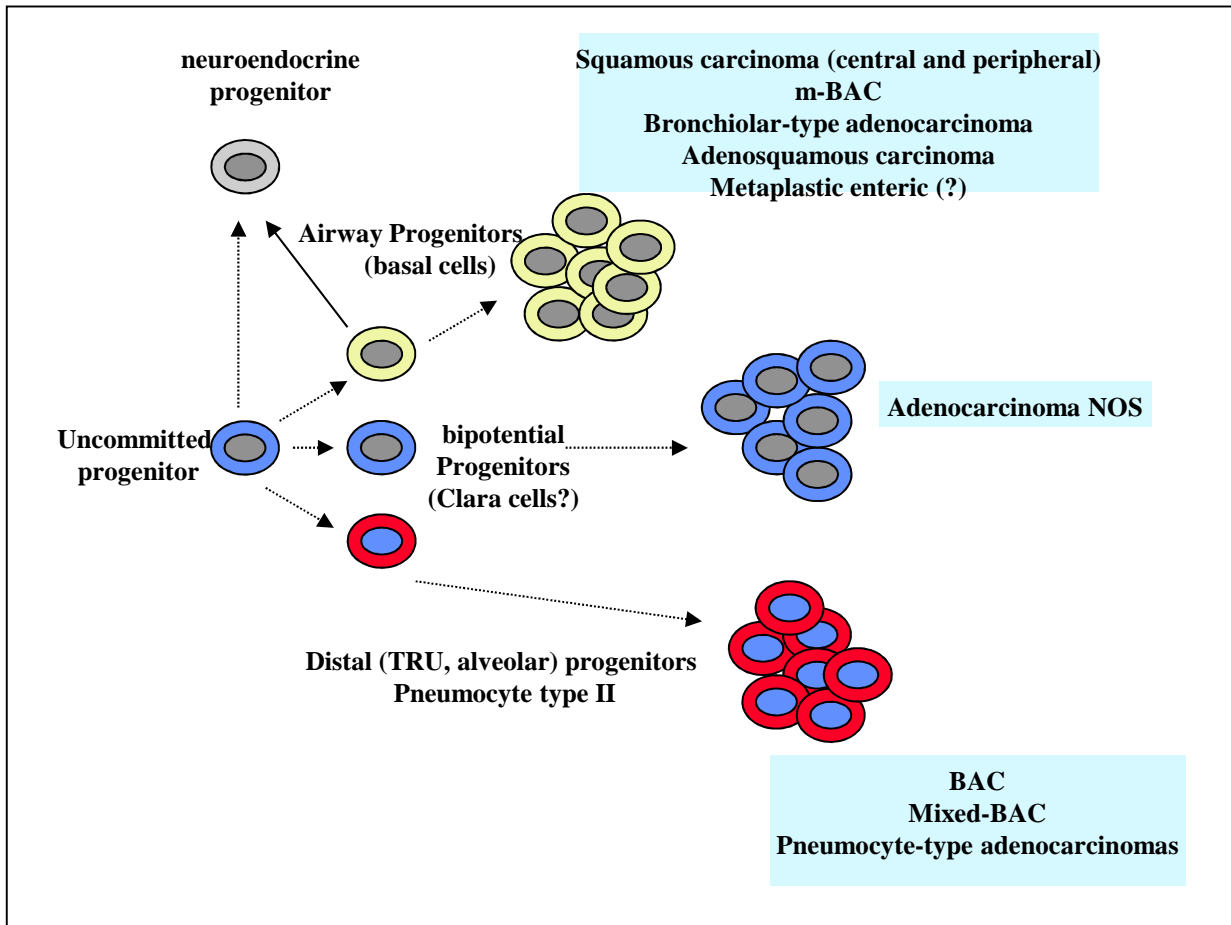 neuroendocrine
progenitor
Squamous carcinoma (central and peripheral)
m-BAC
Bronchiolar-type adenocarcinoma
Adenosquamous carcinoma
Metaplastic enteric (?)
Airway Progenitors
(basal cells)
Uncommitted
progenitor
bipotential
Progenitors
(Clara cells?)
Adenocarcinoma NOS
Distal (TRU, alveolar) progenitors
Pneumocyte type II
BAC
Mixed-BAC
Pneumocyte-type adenocarcinomas